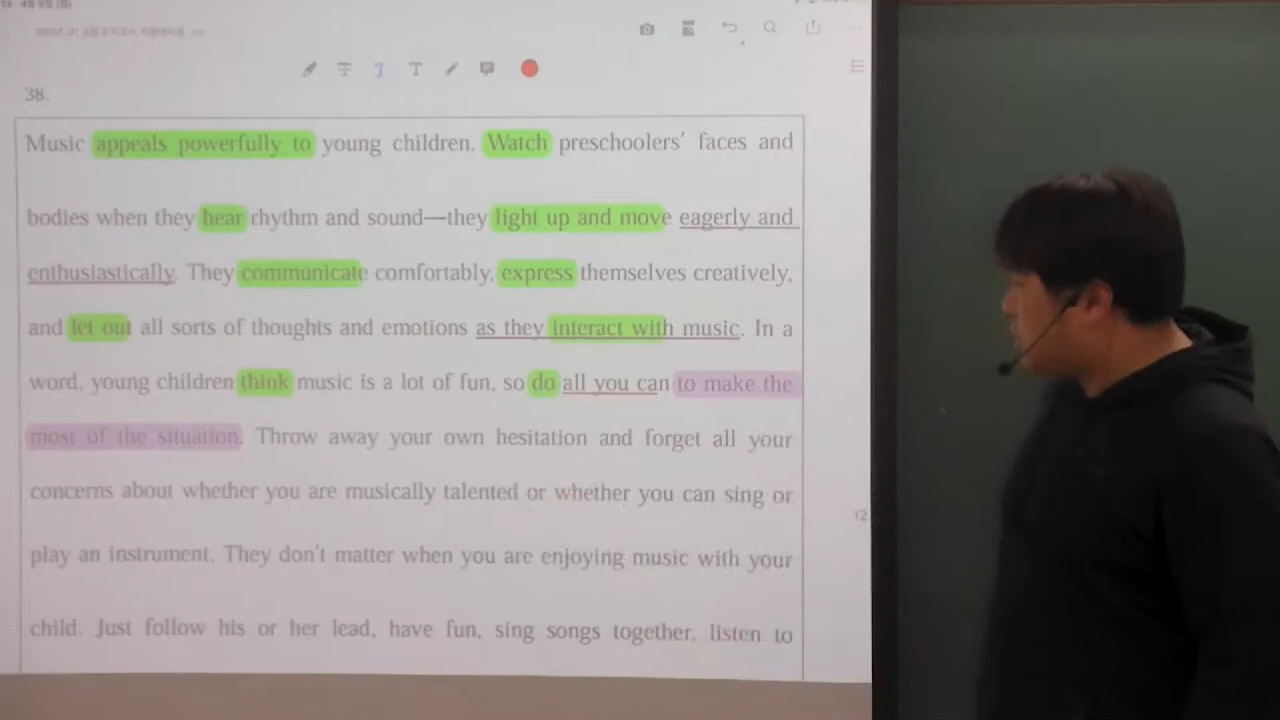 38.
Music appeals powerfully to young children. Watch preschoolers' faces and
bodies when they hear rhythm and sound—they light up and move eagerly and
enthusiastically. They communicate comfortably, express themselves creatively,
and let out all sorts of thoughts and emotions as they interact with music. In a
word, young children think music is a lot of fun, so do all you can to make the
most of the situation. Throw away your own hesitation and forget all your
concerns about whether you are musically talented or whether you can sing or
12
play an instrument. They don't matter when you are enjoying music with your
child. Just follow his or her lead, have fun, sing songs together, listen to